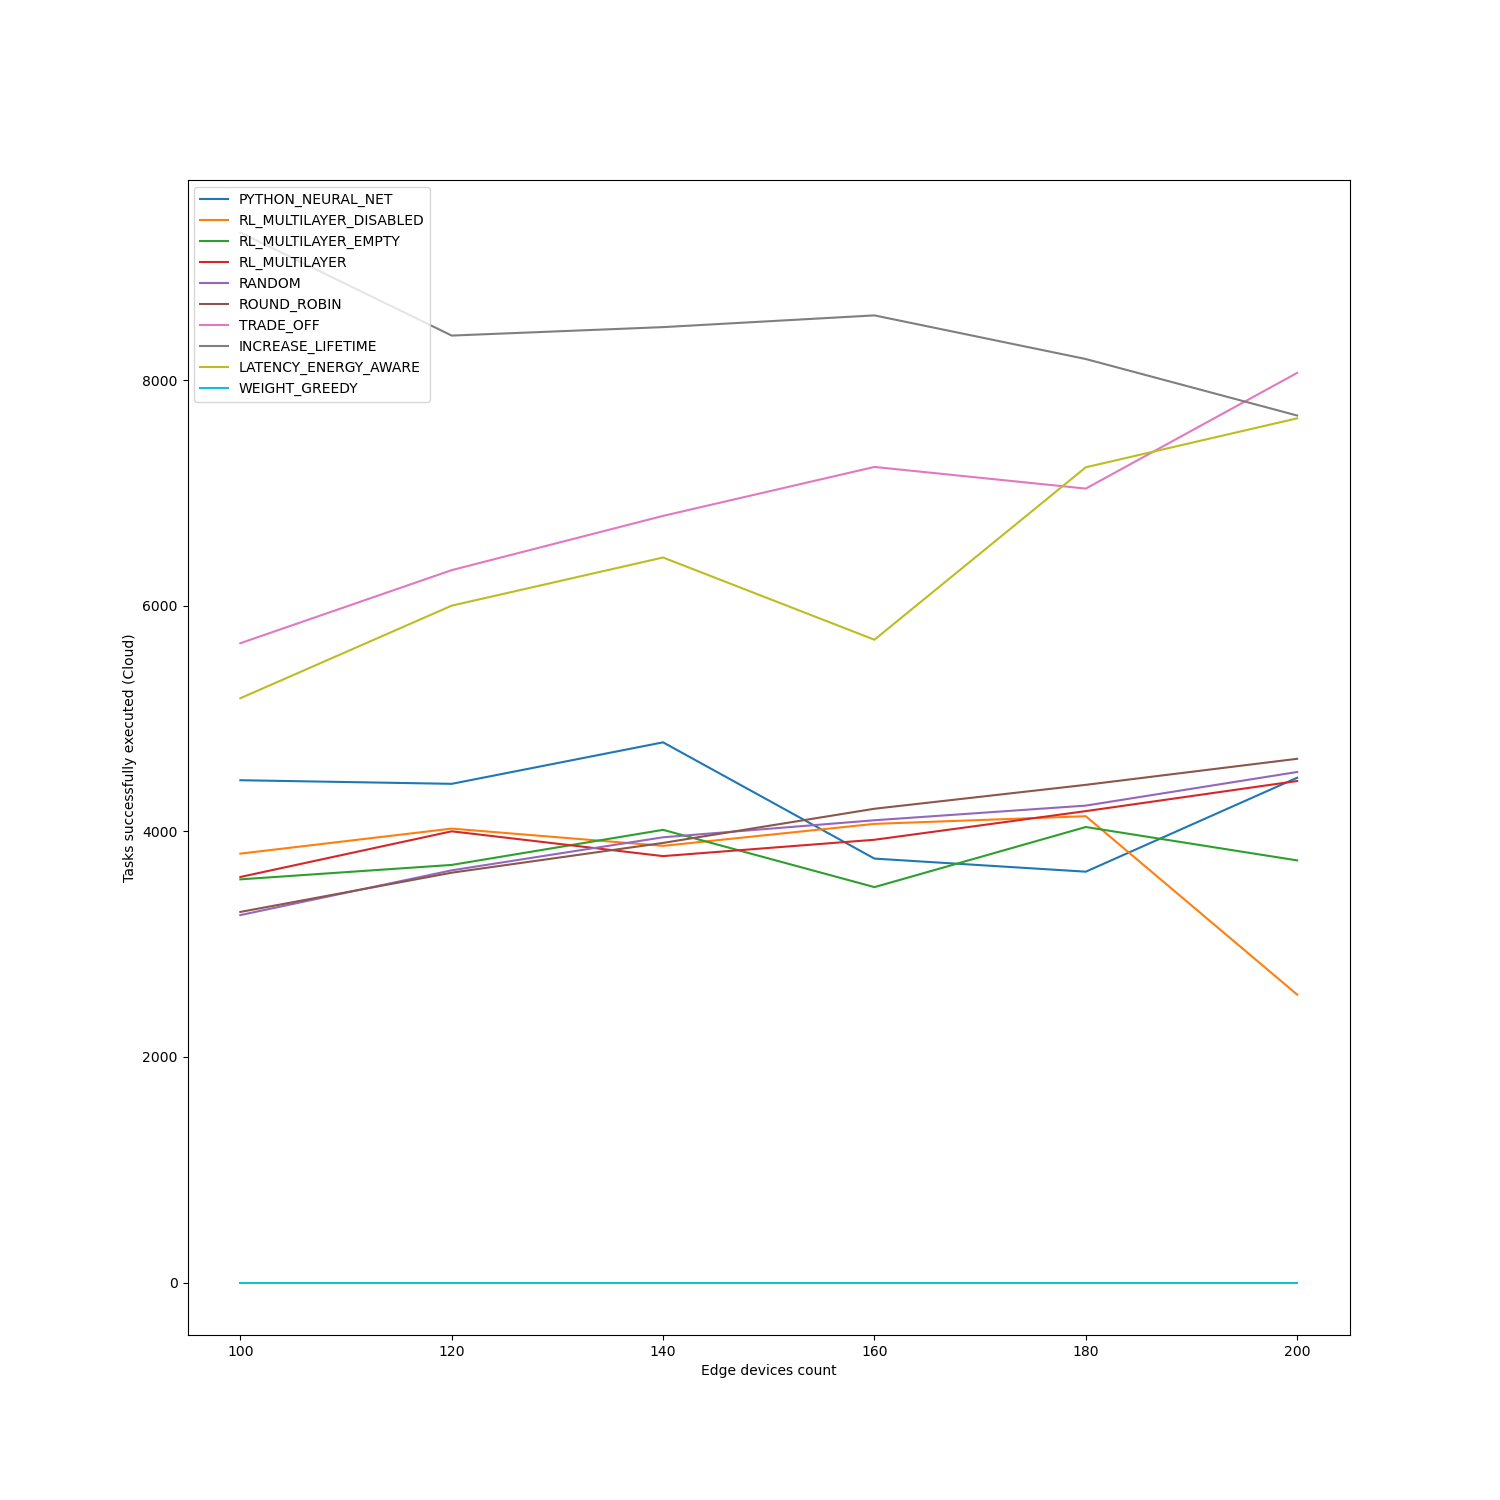 PYTHON_NEURAL_NET
RL_MULTILAYER_DISABLED
RL_MULTILAYER_EMPTY
RL_MULTILAYER
RANDOM
ROUND_ROBIN
TRADE_OFF
INCREASE_LIFETIME
LATENCY_ENERGY_AWARE
WEIGHT_GREEDY
8000
6000
4000
2000
0
Tasks successfully executed (Cloud)
100 120 140 160 180 200
Edge devices count